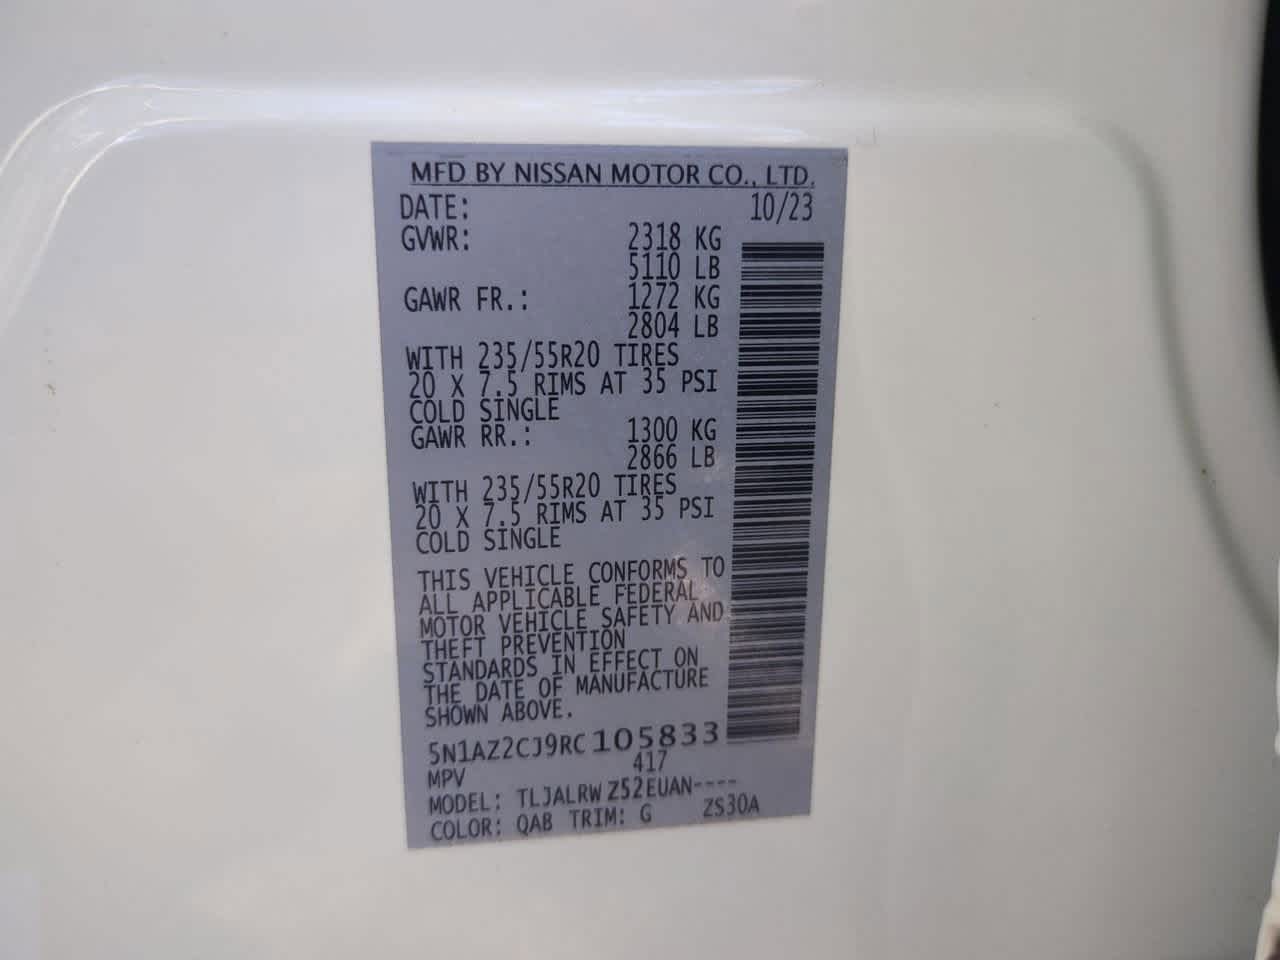 MFD BY NISSAN MOTOR CO., LTD.
DATE: 10/23
GVWR: 2318 KG
5110 LB
GAWR FR.: 1272 KG
2804 LB
WITH 235/55R20 TIRES
20 X 7.5 RIMS AT 35 PSI
COLD SINGLE
GAWR RR.: 1300 KG
2866 LB
WITH 235/55R20 TIRES
20 X 7.5 RIMS AT 35 PSI
COLD SINGLE
THIS VEHICLE CONFORMS TO
ALL APPLICABLE FEDERAL
MOTOR VEHICLE SAFETY AND
THEFT PREVENTION
STANDARDS IN EFFECT ON
THE DATE OF MANUFACTURE
SHOWN ABOVE.
5N1AZ2CJ9RC105833
MPV 417
MODEL: TLJALRW Z52EUAN----
COLOR: QAB TRIM: G ZS30A